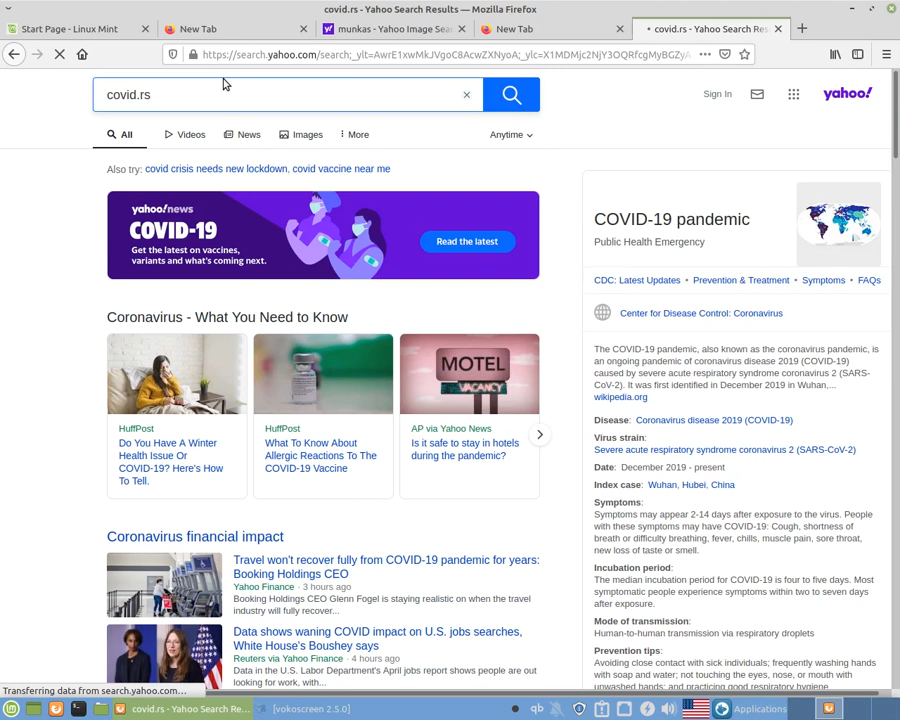 covid.rs - Yahoo Search Results — Mozilla Firefox
Start Page - Linux Mint
New Tab
munkas - Yahoo Image Sea
New Tab
covid.rs - Yahoo Search Res
https://search.yahoo.com/search;_ylt=AwrE1xwMkJVgoC8AcwZXNyoA;_ylc=X1MDMjc2NjY3OQRfcgMyBGZyA
covid.rs
Sign In
yahoo!
All
Videos
News
Images
More
Anytime
Also try: covid crisis needs new lockdown, covid vaccine near me
yahoo!news
COVID-19
Get the latest on vaccines,
variants and what's coming next.
Read the latest
Coronavirus - What You Need to Know
MOTEL
VACANCY
HuffPost
Do You Have A Winter
Health Issue Or
COVID-19? Here's How
To Tell.
HuffPost
What To Know About
Allergic Reactions To The
COVID-19 Vaccine
AP via Yahoo News
Is it safe to stay in hotels
during the pandemic?
Coronavirus financial impact
Travel won't recover fully from COVID-19 pandemic for years:
Booking Holdings CEO
Yahoo Finance · 3 hours ago
Booking Holdings CEO Glenn Fogel is staying realistic on when the travel
industry will fully recover...
Data shows waning COVID impact on U.S. jobs searches,
White House's Boushey says
Reuters via Yahoo Finance · 4 hours ago
Data in the U.S. Labor Department's April jobs report shows people are out
looking for work, with...
COVID-19 pandemic
Public Health Emergency
CDC: Latest Updates • Prevention & Treatment • Symptoms • FAQs
Center for Disease Control: Coronavirus
The COVID-19 pandemic, also known as the coronavirus pandemic, is
an ongoing pandemic of coronavirus disease 2019 (COVID-19)
caused by severe acute respiratory syndrome coronavirus 2 (SARS-
CoV-2). It was first identified in December 2019 in Wuhan,...
wikipedia.org
Disease: Coronavirus disease 2019 (COVID-19)
Virus strain:
Severe acute respiratory syndrome coronavirus 2 (SARS-CoV-2)
Date: December 2019 - present
Index case: Wuhan, Hubei, China
Symptoms:
Symptoms may appear 2-14 days after exposure to the virus. People
with these symptoms may have COVID-19: Cough, shortness of
breath or difficulty breathing, fever, chills, muscle pain, sore throat,
new loss of taste or smell.
Incubation period:
The median incubation period for COVID-19 is four to five days. Most
symptomatic people experience symptoms within two to seven days
after exposure.
Mode of transmission:
Human-to-human transmission via respiratory droplets
Prevention tips:
Avoiding close contact with sick individuals; frequently washing hands
with soap and water; not touching the eyes, nose, or mouth with
unwashed hands; and practicing good respiratory hygiene
Transferring data from search.yahoo.com…
covid.rs - Yahoo Search Re...
[vokoscreen 2.5.0]
qb
Applications